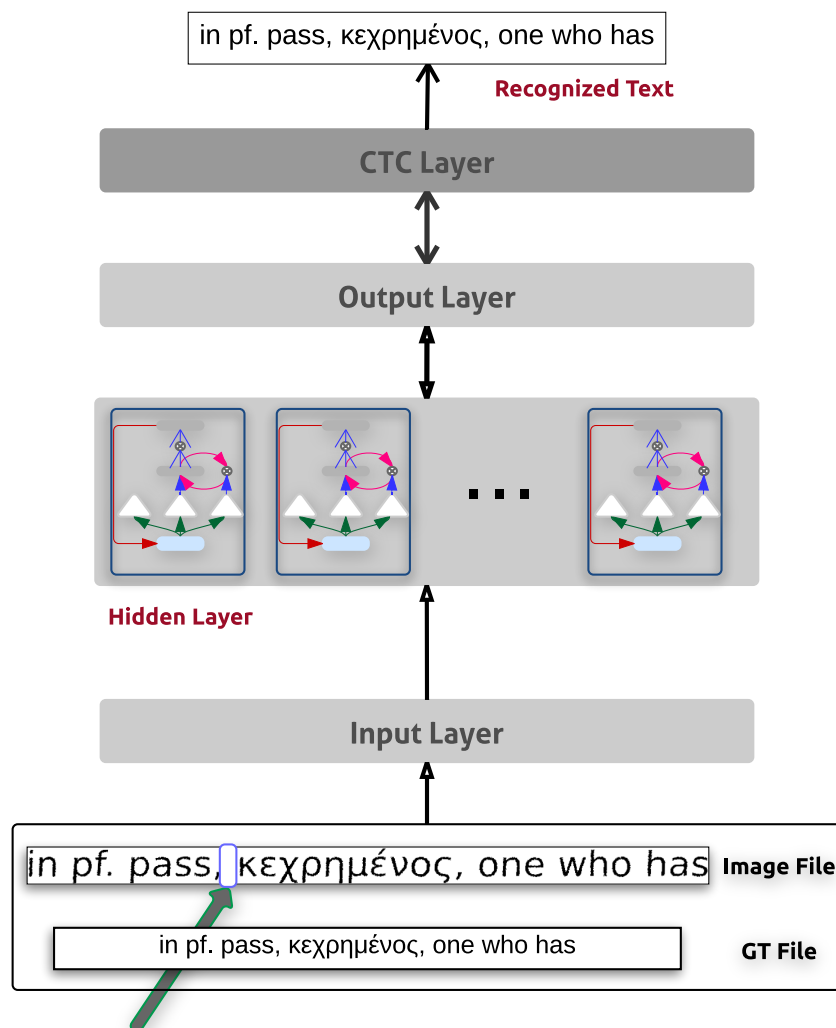 in pf. pass, κεχρημένος, one who has
Recognized Text
CTC Layer
Output Layer
Hidden Layer
Input Layer
in pf. pass, κεχρημένος, one who has
Image File
in pf. pass, κεχρημένος, one who has
GT File